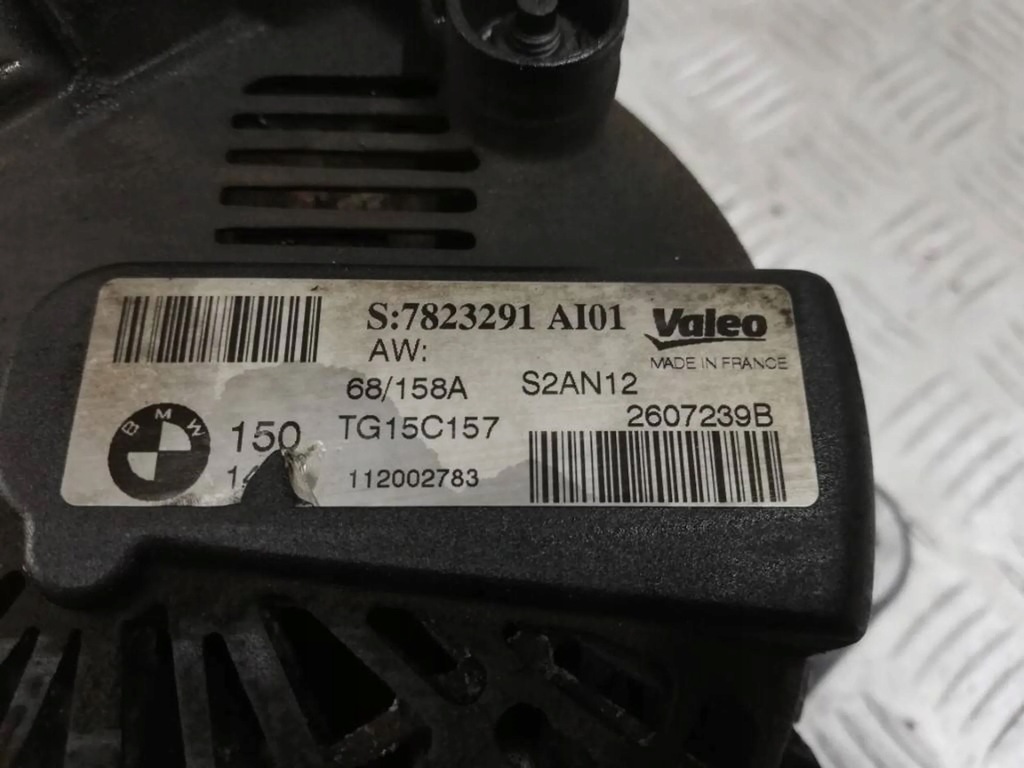 S:7823291 AI01
AW:
Valeo
MADE IN FRANCE
68/158A S2AN12
BMW
150
TG15C157
2607239B
112002783